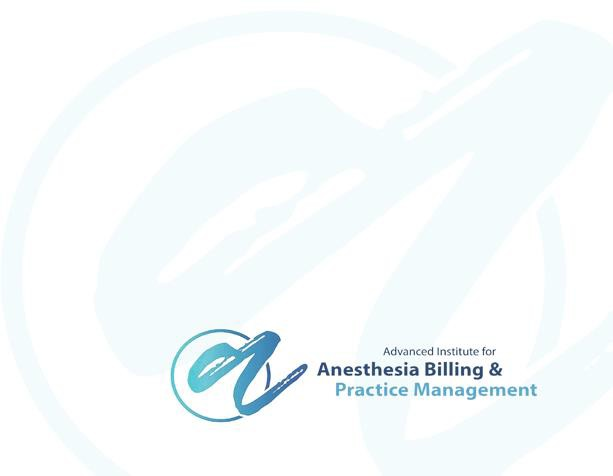 Advanced Institute for
Anesthesia Billing &
Practice Management